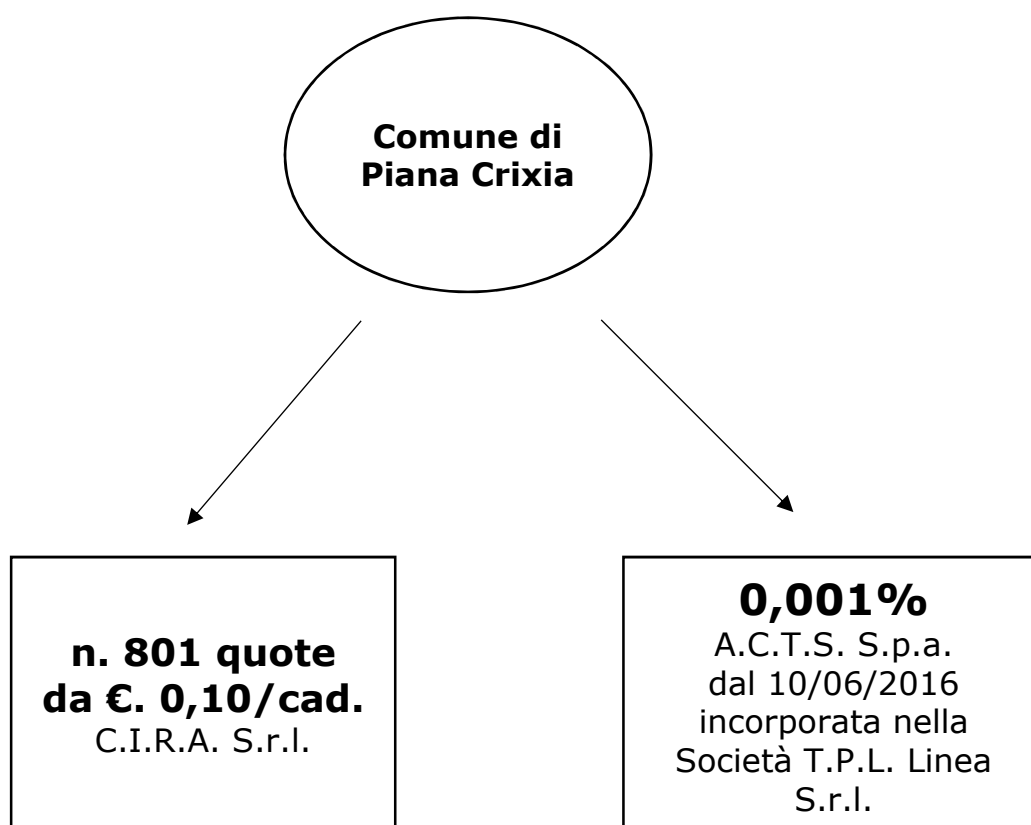 Comune di
Piana Crixia
n. 801 quote
da €. 0,10/cad.
C.I.R.A. S.r.l.
0,001%
A.C.T.S. S.p.a.
dal 10/06/2016
incorporata nella
Società T.P.L. Linea
S.r.l.